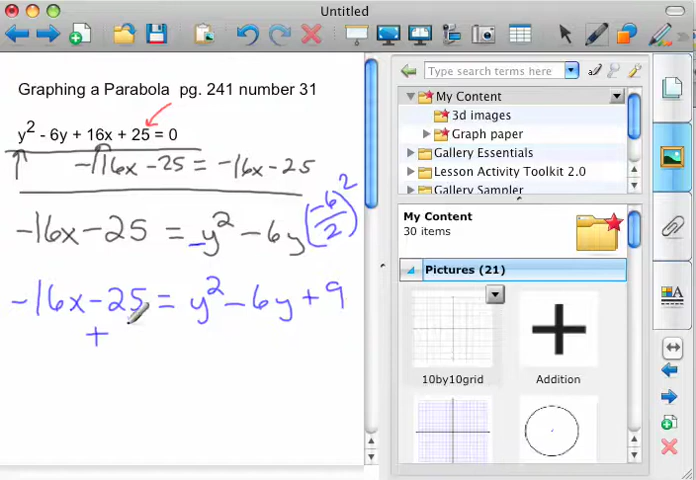 Untitled
Graphing a Parabola pg. 241 number 31
y² - 6y + 16x + 25 = 0
-16x -25 = -16x -25
-16x -25 = y² - 6y (-6/2)²
-16x -25 = y² - 6y + 9
+
Type search terms here
My Content
3d images
Graph paper
Gallery Essentials
Lesson Activity Toolkit 2.0
Gallery Sampler
My Content
30 items
Pictures (21)
10by10grid
Addition